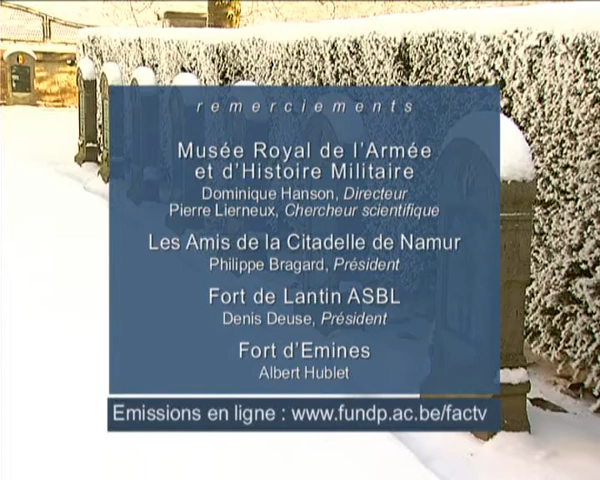 remerciements
Musée Royal de l'Armée
et d'Histoire Militaire
Dominique Hanson, Directeur
Pierre Lierneux, Chercheur scientifique
Les Amis de la Citadelle de Namur
Philippe Bragard, Président
Fort de Lantin ASBL
Denis Deuse, Président
Fort d'Emines
Albert Hublet
Emissions en ligne : www.fundp.ac.be/factv